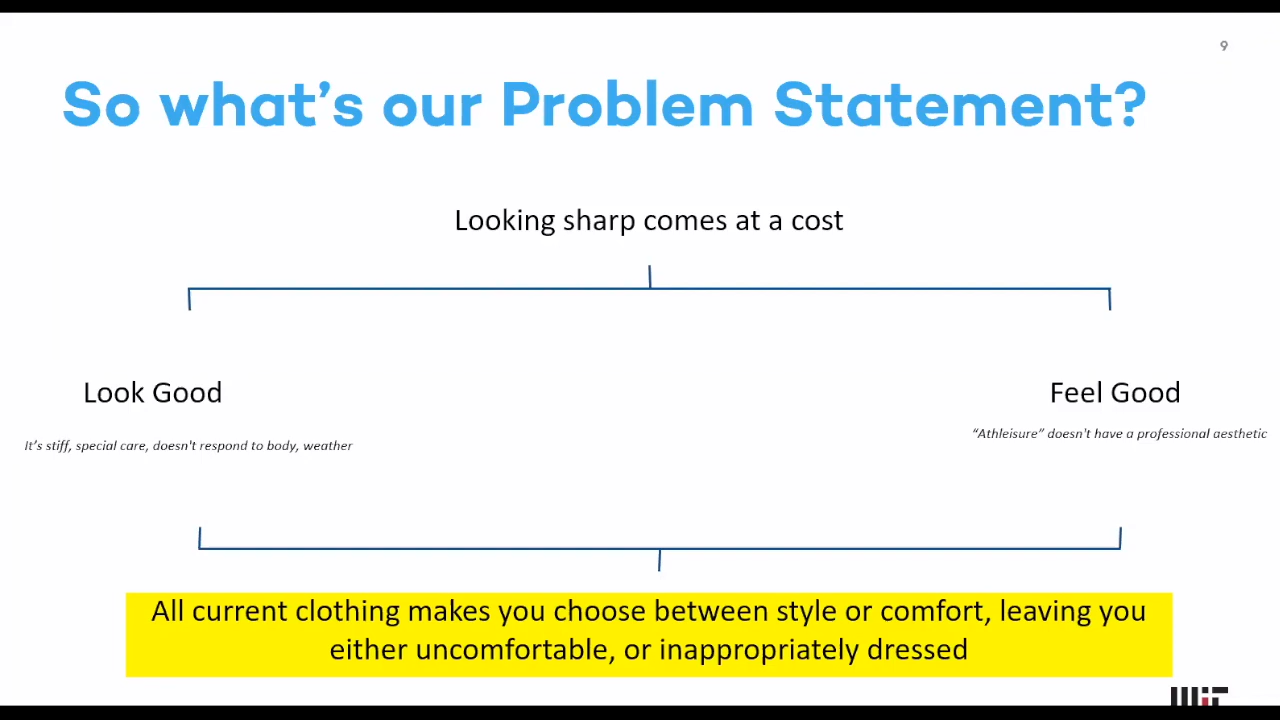 9
So what’s our Problem Statement?
Looking sharp comes at a cost
Look Good
Feel Good
It’s stiff, special care, doesn't respond to body, weather
“Athleisure” doesn't have a professional aesthetic
All current clothing makes you choose between style or comfort, leaving you
either uncomfortable, or inappropriately dressed